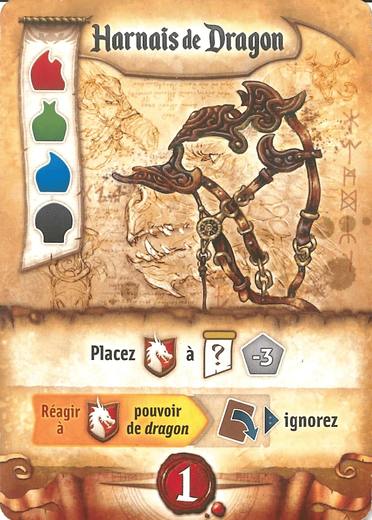 Harnais de Dragon
Placez à ? -3
Réagir à pouvoir de dragon ignorez
1